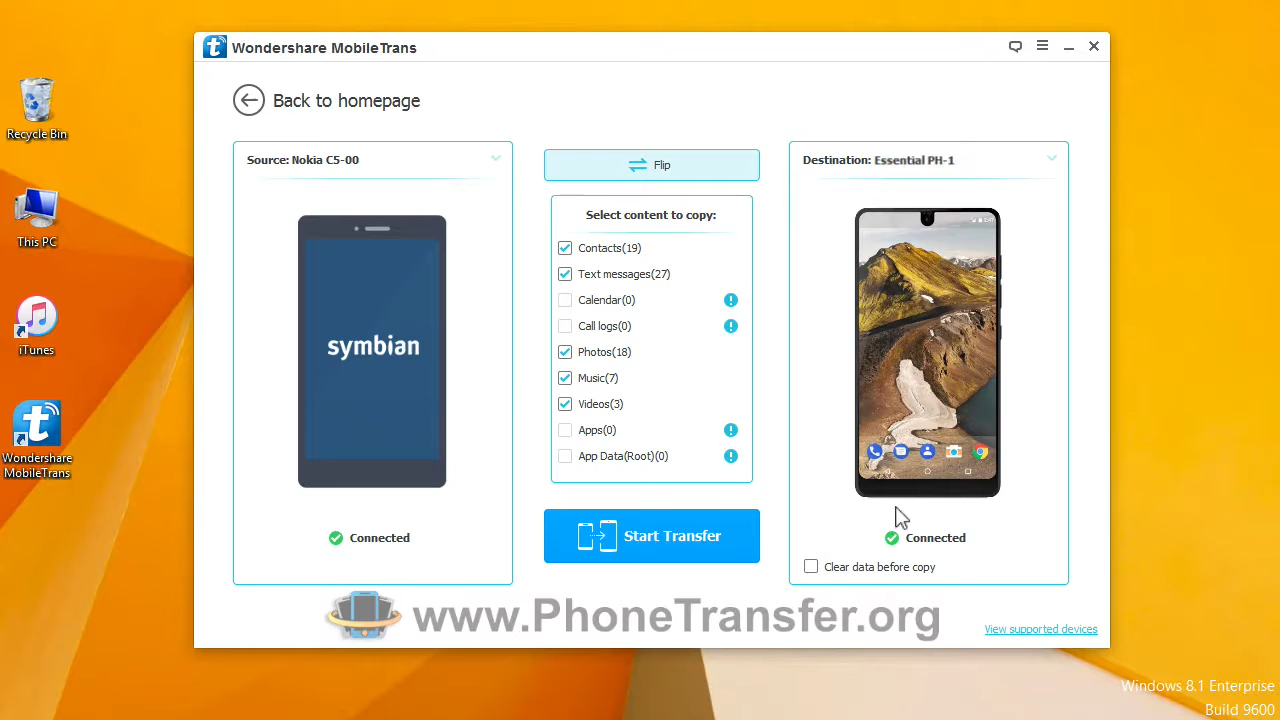 Wondershare MobileTrans
Back to homepage
Recycle Bin
This PC
iTunes
Wondershare
MobileTrans
Source: Nokia C5-00
symbian
Connected
Flip
Select content to copy:
Contacts(19)
Text messages(27)
Calendar(0)
Call logs(0)
Photos(18)
Music(7)
Videos(3)
Apps(0)
App Data(Root)(0)
Start Transfer
Destination: Essential PH-1
Connected
Clear data before copy
www.PhoneTransfer.org
View supported devices
Windows 8.1 Enterprise
Build 9600